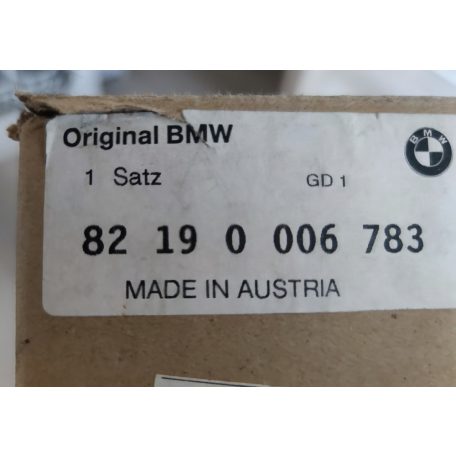 Original BMW
BMW
1 Satz GD 1
82 19 0 006 783
MADE IN AUSTRIA